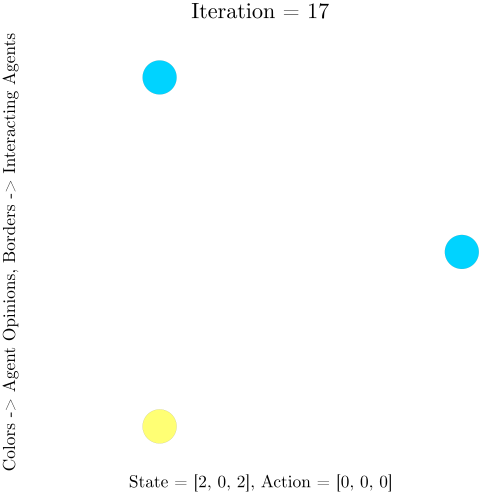 Iteration = 17
Colors -> Agent Opinions, Borders -> Interacting Agents
State = [2, 0, 2], Action = [0, 0, 0]